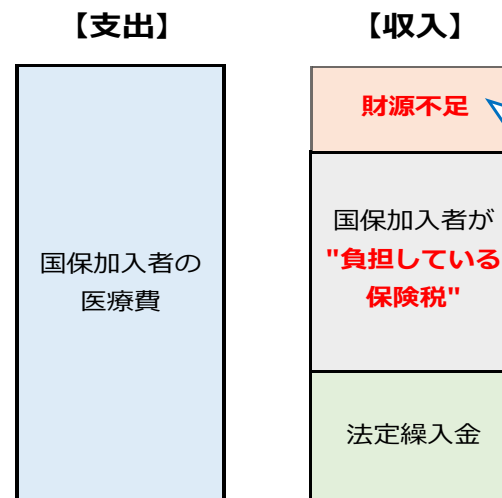 【支出】
【収入】
国保加入者の
医療費
財源不足
国保加入者が
"負担している
保険税"
法定繰入金